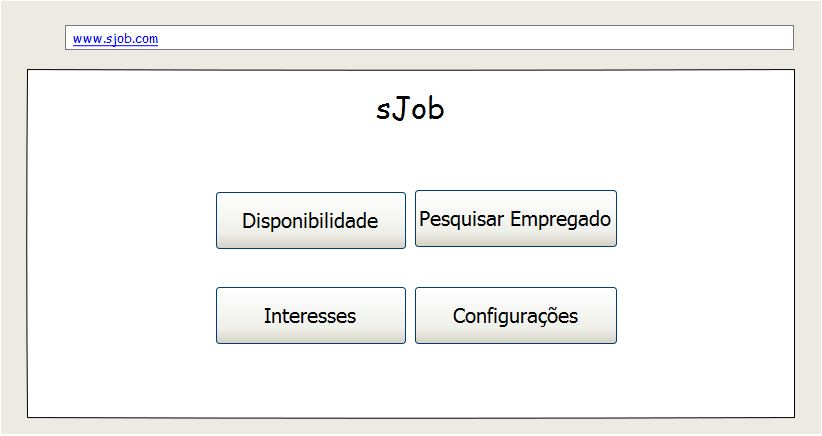 www.sjob.com
sJob
Disponibilidade
Pesquisar Empregado
Interesses
Configurações